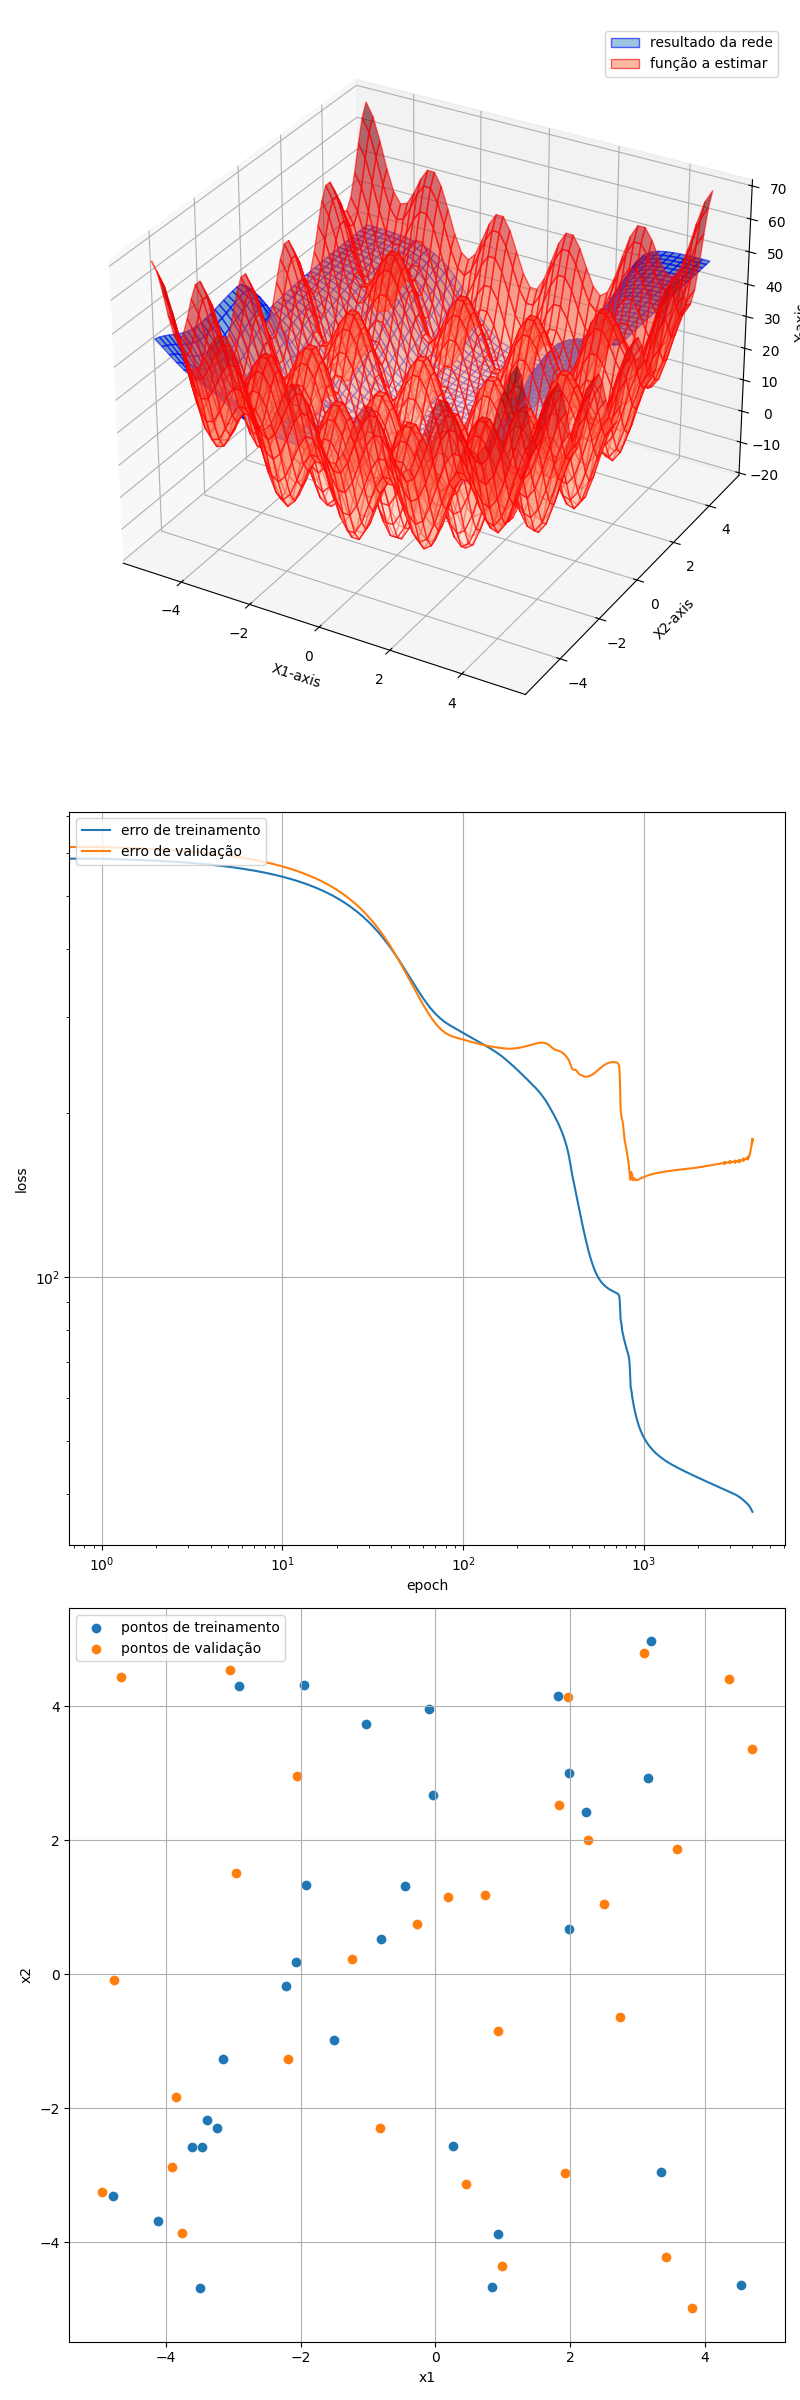 resultado da rede
função a estimar
70
60
50
40
30
20
10
0
−10
−20
−4
−2
0
2
4
X1-axis
−4
−2
0
2
4
X2-axis
erro de treinamento
erro de validação
loss
10²
10⁰
10¹
10²
10³
epoch
pontos de treinamento
pontos de validação
4
2
0
−2
−4
x2
−4
−2
0
2
4
x1